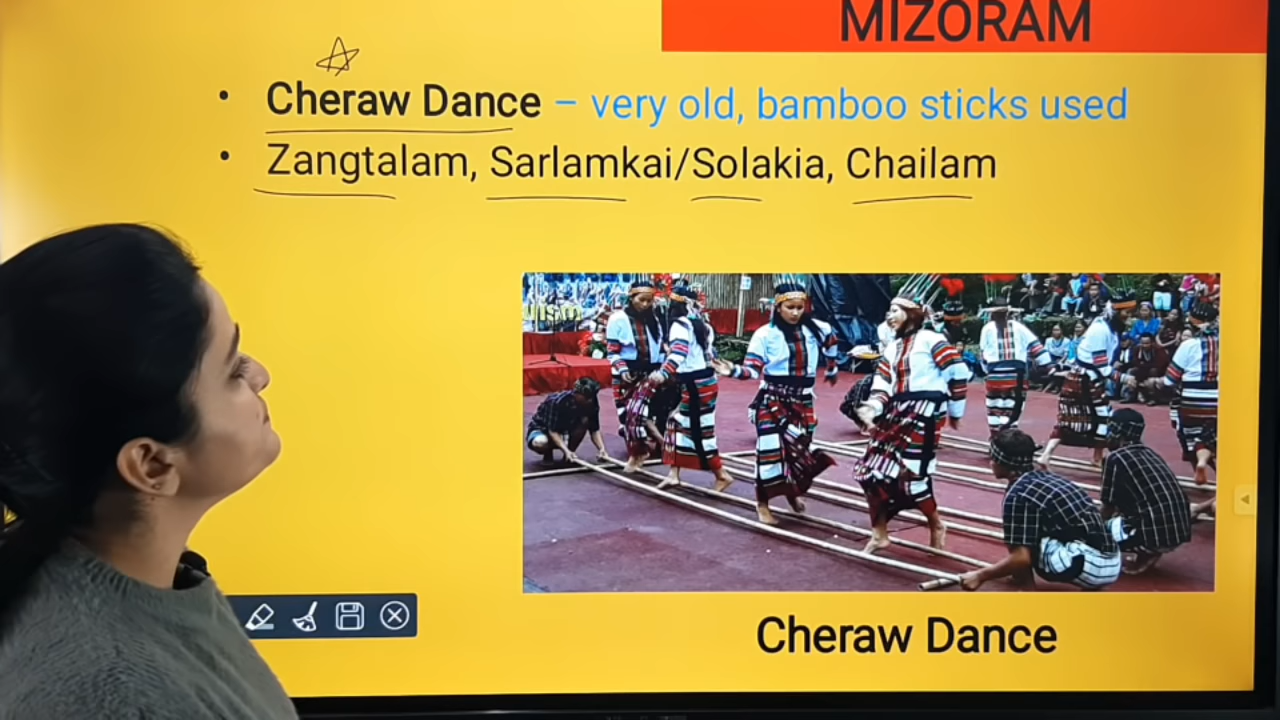 MIZORAM
• Cheraw Dance – very old, bamboo sticks used
• Zangtalam, Sarlamkai/Solakia, Chailam
Cheraw Dance